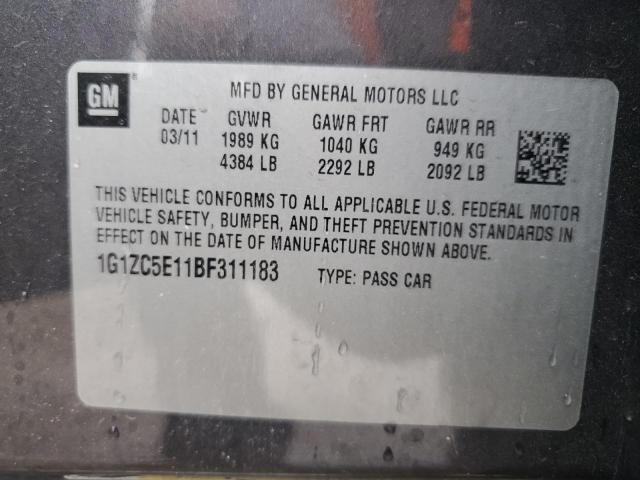 GM
MFD BY GENERAL MOTORS LLC
DATE GVWR GAWR FRT GAWR RR
03/11 1989 KG 1040 KG 949 KG
4384 LB 2292 LB 2092 LB
THIS VEHICLE CONFORMS TO ALL APPLICABLE U.S. FEDERAL MOTOR
VEHICLE SAFETY, BUMPER, AND THEFT PREVENTION STANDARDS IN
EFFECT ON THE DATE OF MANUFACTURE SHOWN ABOVE.
1G1ZC5E11BF311183 TYPE: PASS CAR